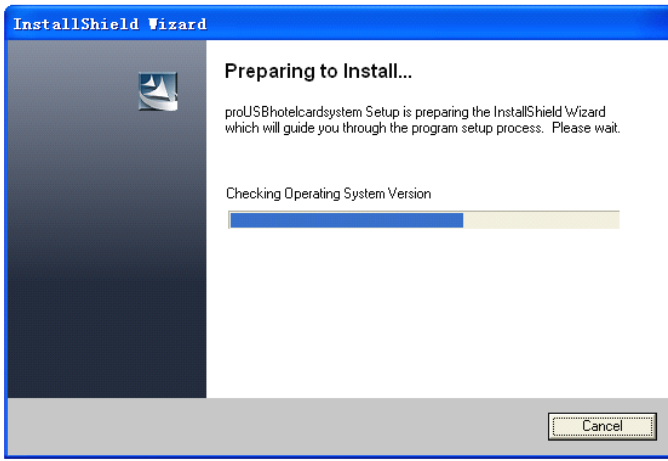 InstallShield Wizard
Preparing to Install...
proUSBhotelcardsystem Setup is preparing the InstallShield Wizard
which will guide you through the program setup process. Please wait.
Checking Operating System Version
Cancel